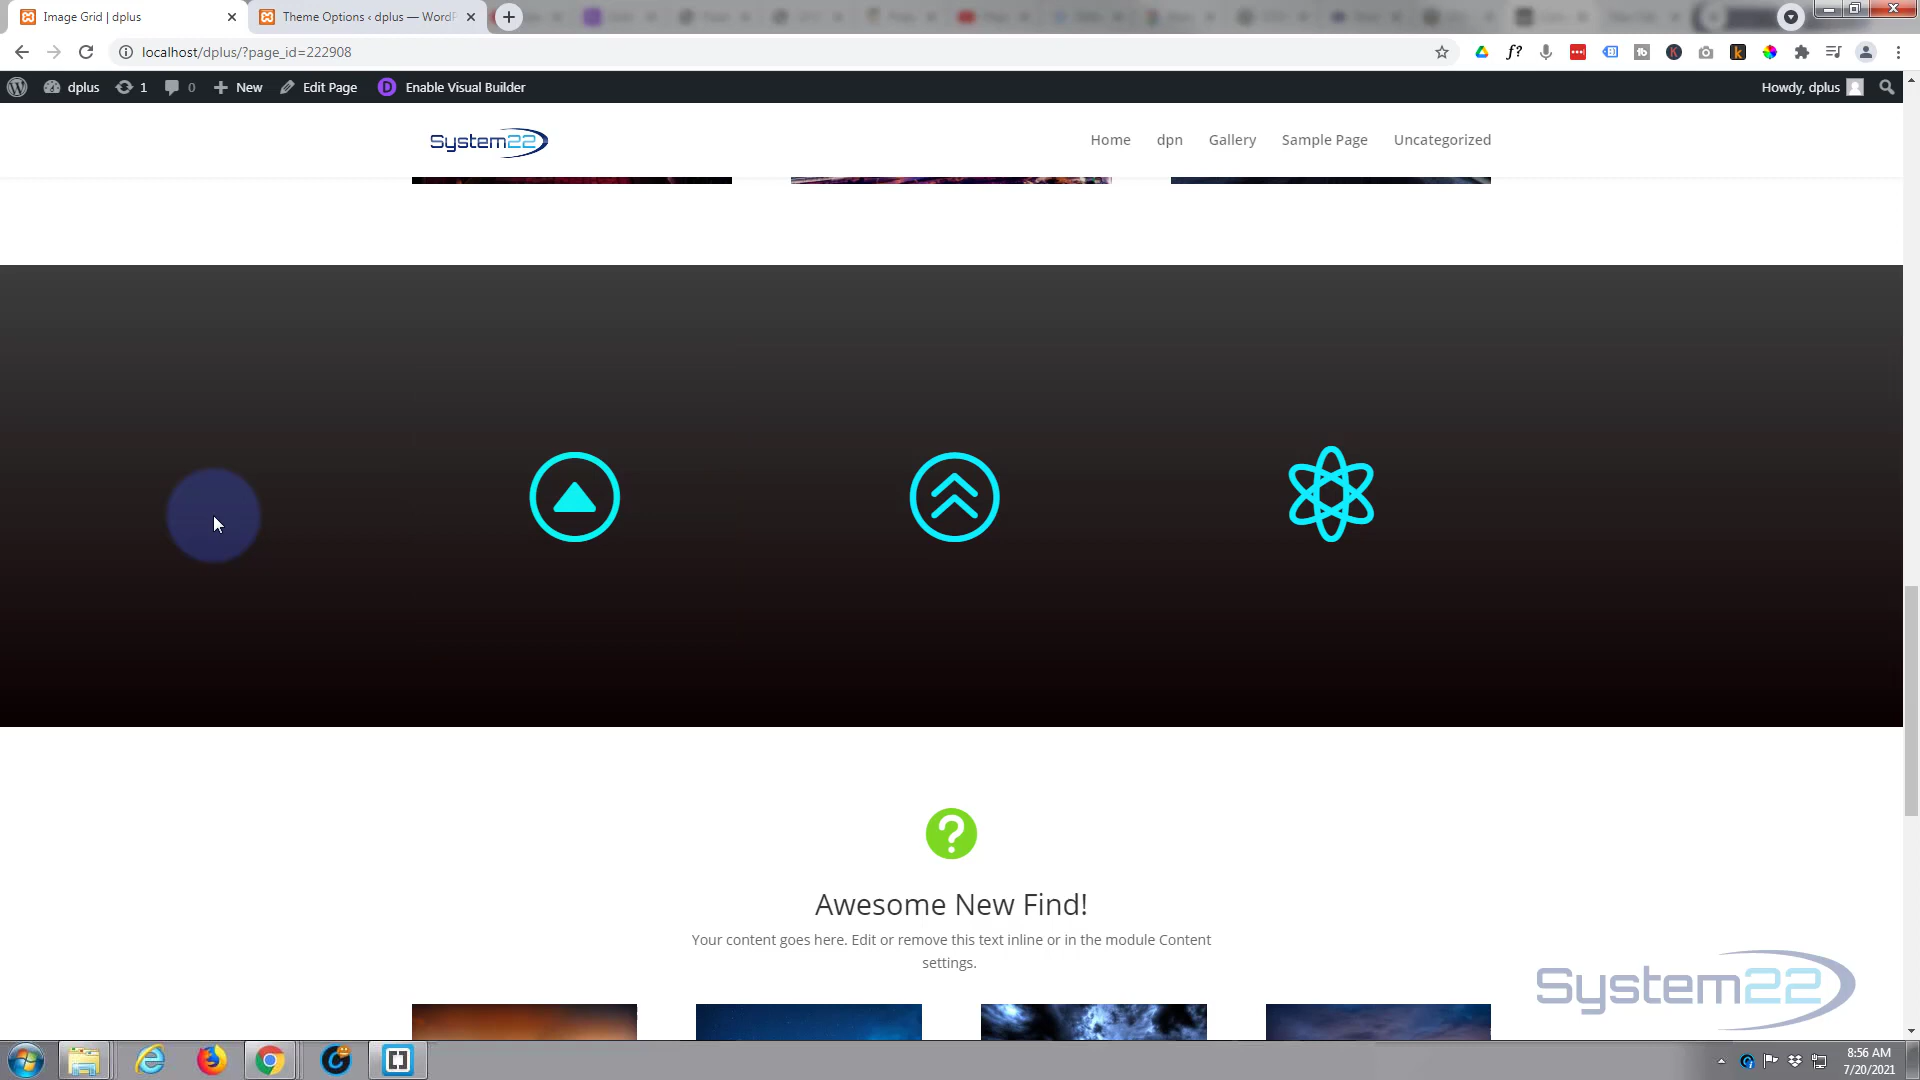 Image Grid | dplus
Theme Options ‹ dplus — WordP
localhost/dplus/?page_id=222908
dplus
1
0
New
Edit Page
Enable Visual Builder
Howdy, dplus
System22
Home
dpn
Gallery
Sample Page
Uncategorized
Awesome New Find!
Your content goes here. Edit or remove this text inline or in the module Content
settings.
System22
8:56 AM
7/20/2021